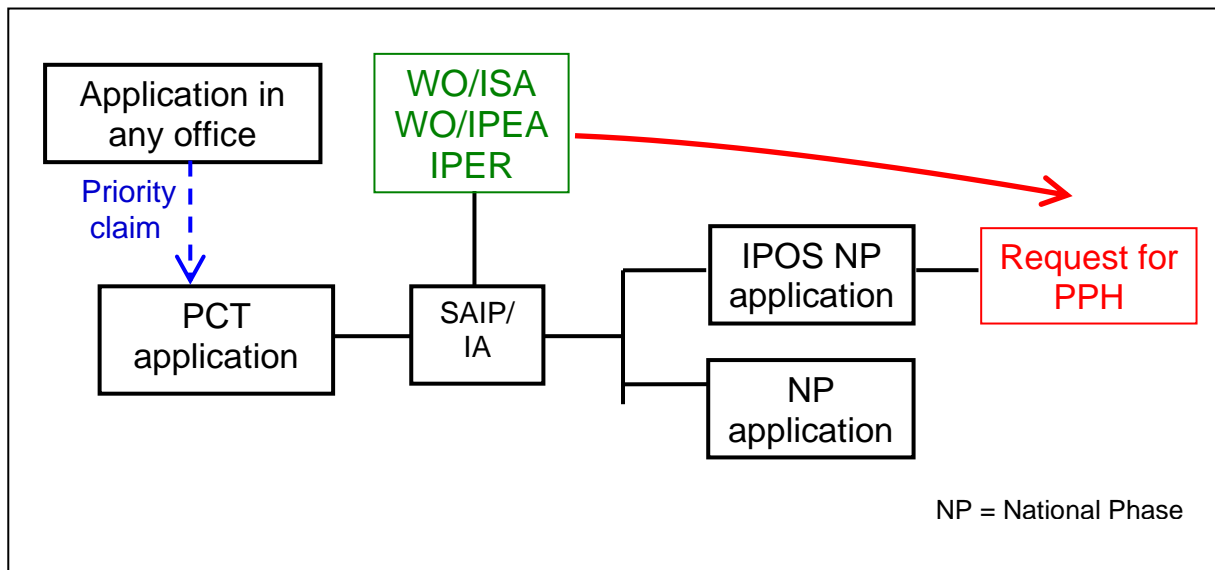 Application in
any office
WO/ISA
WO/IPEA
IPER
Priority
claim
PCT
application
SAIP/
IA
IPOS NP
application
Request for
PPH
NP
application
NP = National Phase